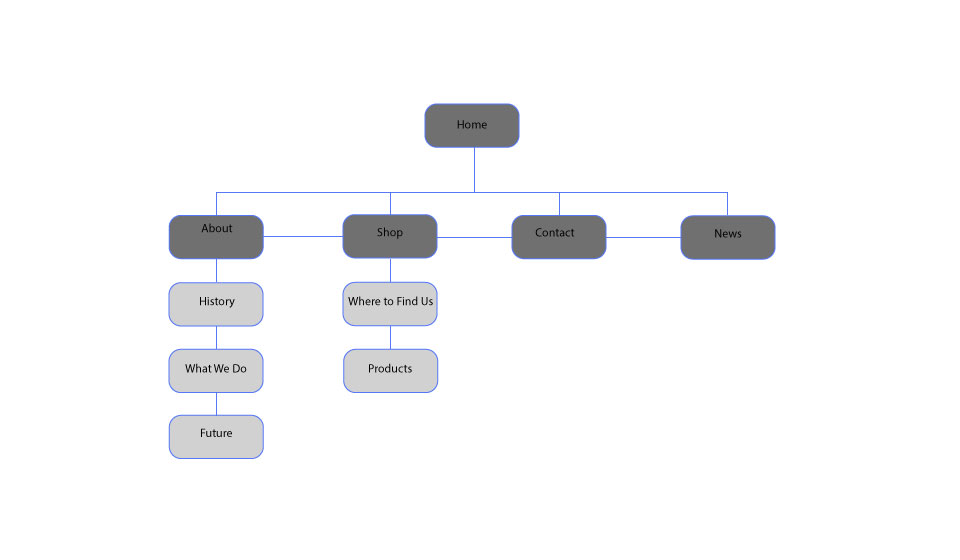 Home
About
Shop
Contact
News
History
Where to Find Us
What We Do
Products
Future